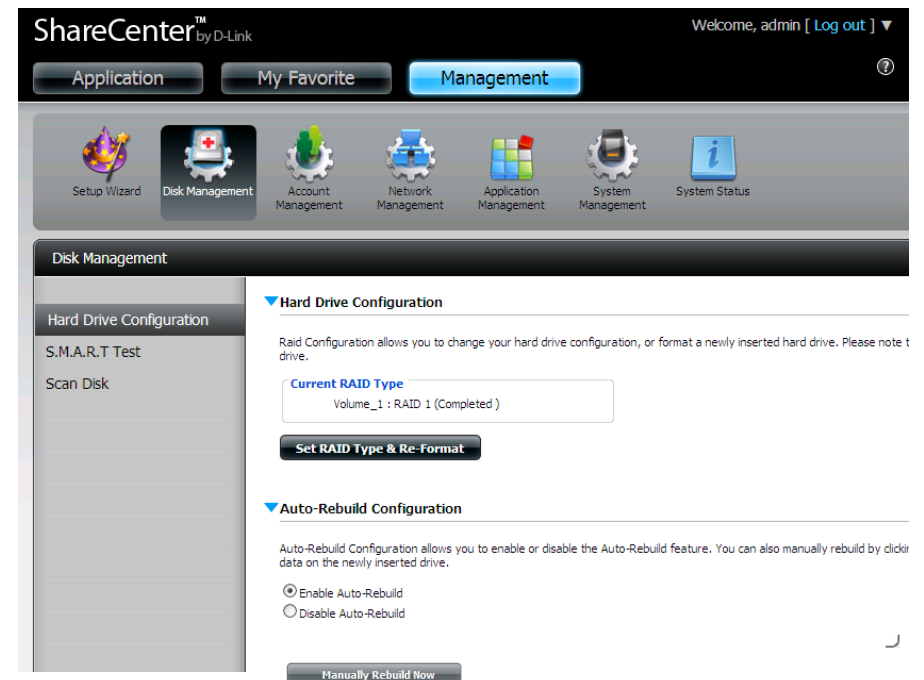 ShareCenter™ by D-Link
Welcome, admin [ Log out ] ▼
Application My Favorite Management
?
Setup Wizard
Disk Management
Account Management
Network Management
Application Management
System Management
System Status
Disk Management
Hard Drive Configuration
S.M.A.R.T Test
Scan Disk
Hard Drive Configuration
Raid Configuration allows you to change your hard drive configuration, or format a newly inserted hard drive. Please note
drive.
Current RAID Type
Volume_1 : RAID 1 (Completed )
Set RAID Type & Re-Format
Auto-Rebuild Configuration
Auto-Rebuild Configuration allows you to enable or disable the Auto-Rebuild feature. You can also manually rebuild by
data on the newly inserted drive.
Enable Auto-Rebuild
Disable Auto-Rebuild
Manually Rebuild Now